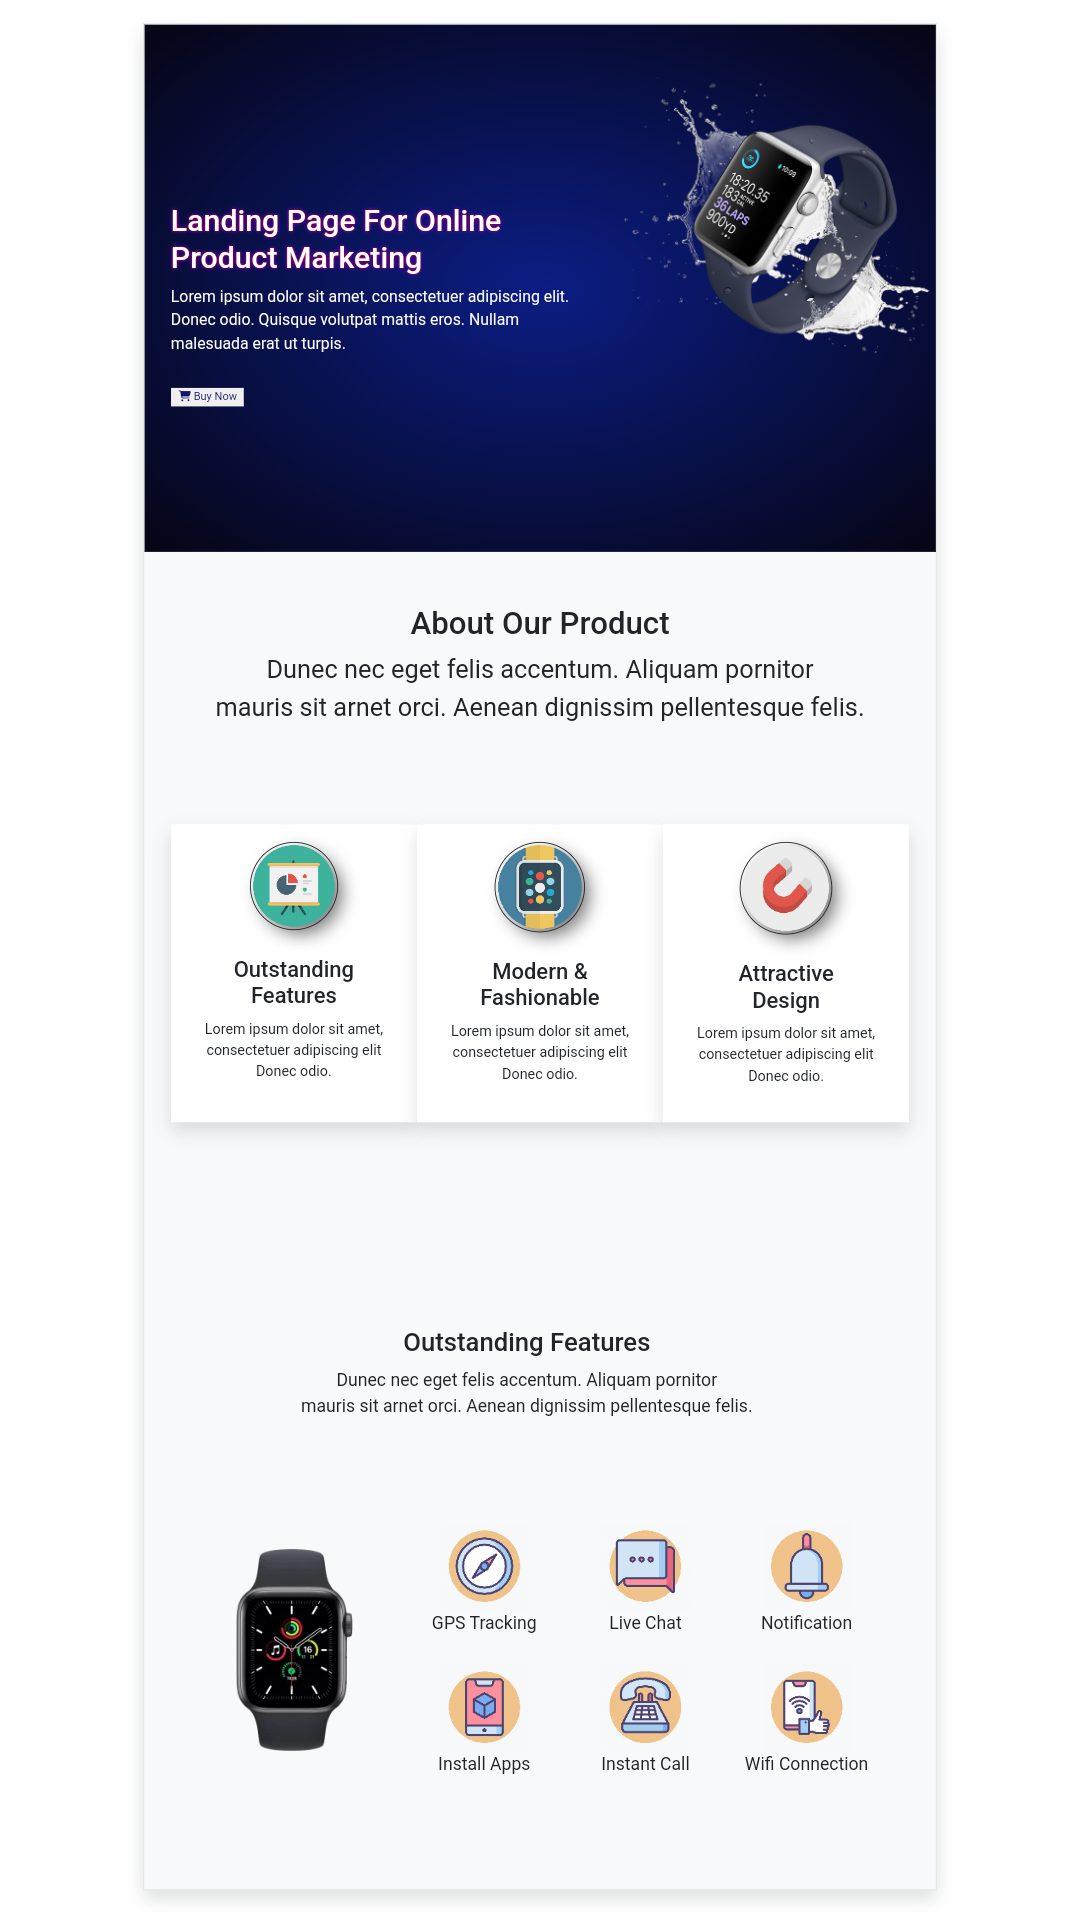 10:09
18:20.35
183 ACTIVE CAL
36 LAPS
900YD
Landing Page For Online
Product Marketing
Lorem ipsum dolor sit amet, consectetuer adipiscing elit.
Donec odio. Quisque volutpat mattis eros. Nullam
malesuada erat ut turpis.
Buy Now
About Our Product
Dunec nec eget felis accentum. Aliquam pornitor
mauris sit arnet orci. Aenean dignissim pellentesque felis.
Outstanding
Features
Lorem ipsum dolor sit amet,
consectetuer adipiscing elit
Donec odio.
Modern &
Fashionable
Lorem ipsum dolor sit amet,
consectetuer adipiscing elit
Donec odio.
Attractive
Design
Lorem ipsum dolor sit amet,
consectetuer adipiscing elit
Donec odio.
Outstanding Features
Dunec nec eget felis accentum. Aliquam pornitor
mauris sit arnet orci. Aenean dignissim pellentesque felis.
16
GPS Tracking
Live Chat
Notification
Install Apps
Instant Call
Wifi Connection